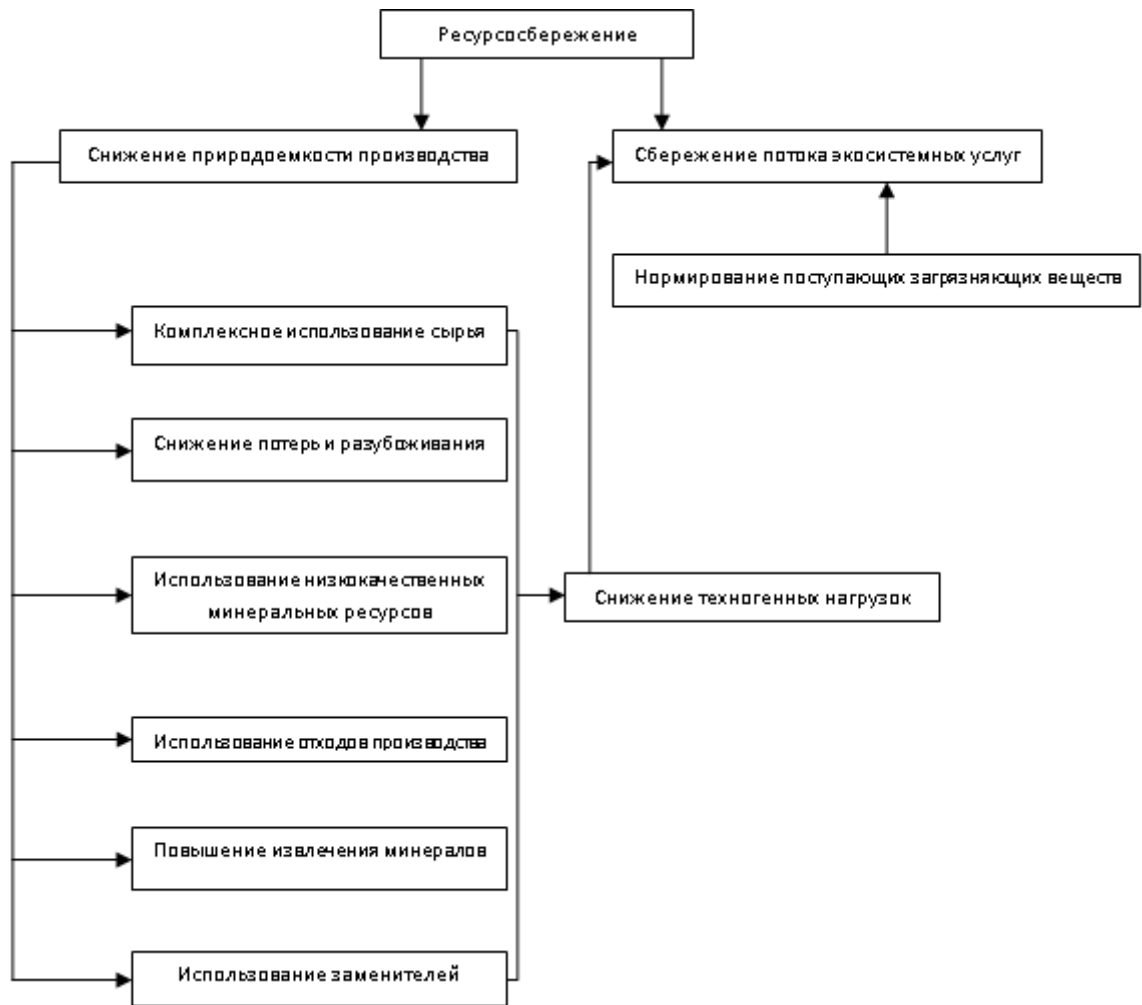 Ресурсосбережение
Снижение природоемкости производства
Сбережение потока экосистемных услуг
Нормирование поступающих загрязняющих веществ
Комплексное использование сырья
Снижение потерь и разубоживания
Использование низкокачественных
минеральных ресурсов
Снижение техногенных нагрузок
Использование отходов производства
Повышение извлечения минералов
Использование заменителей